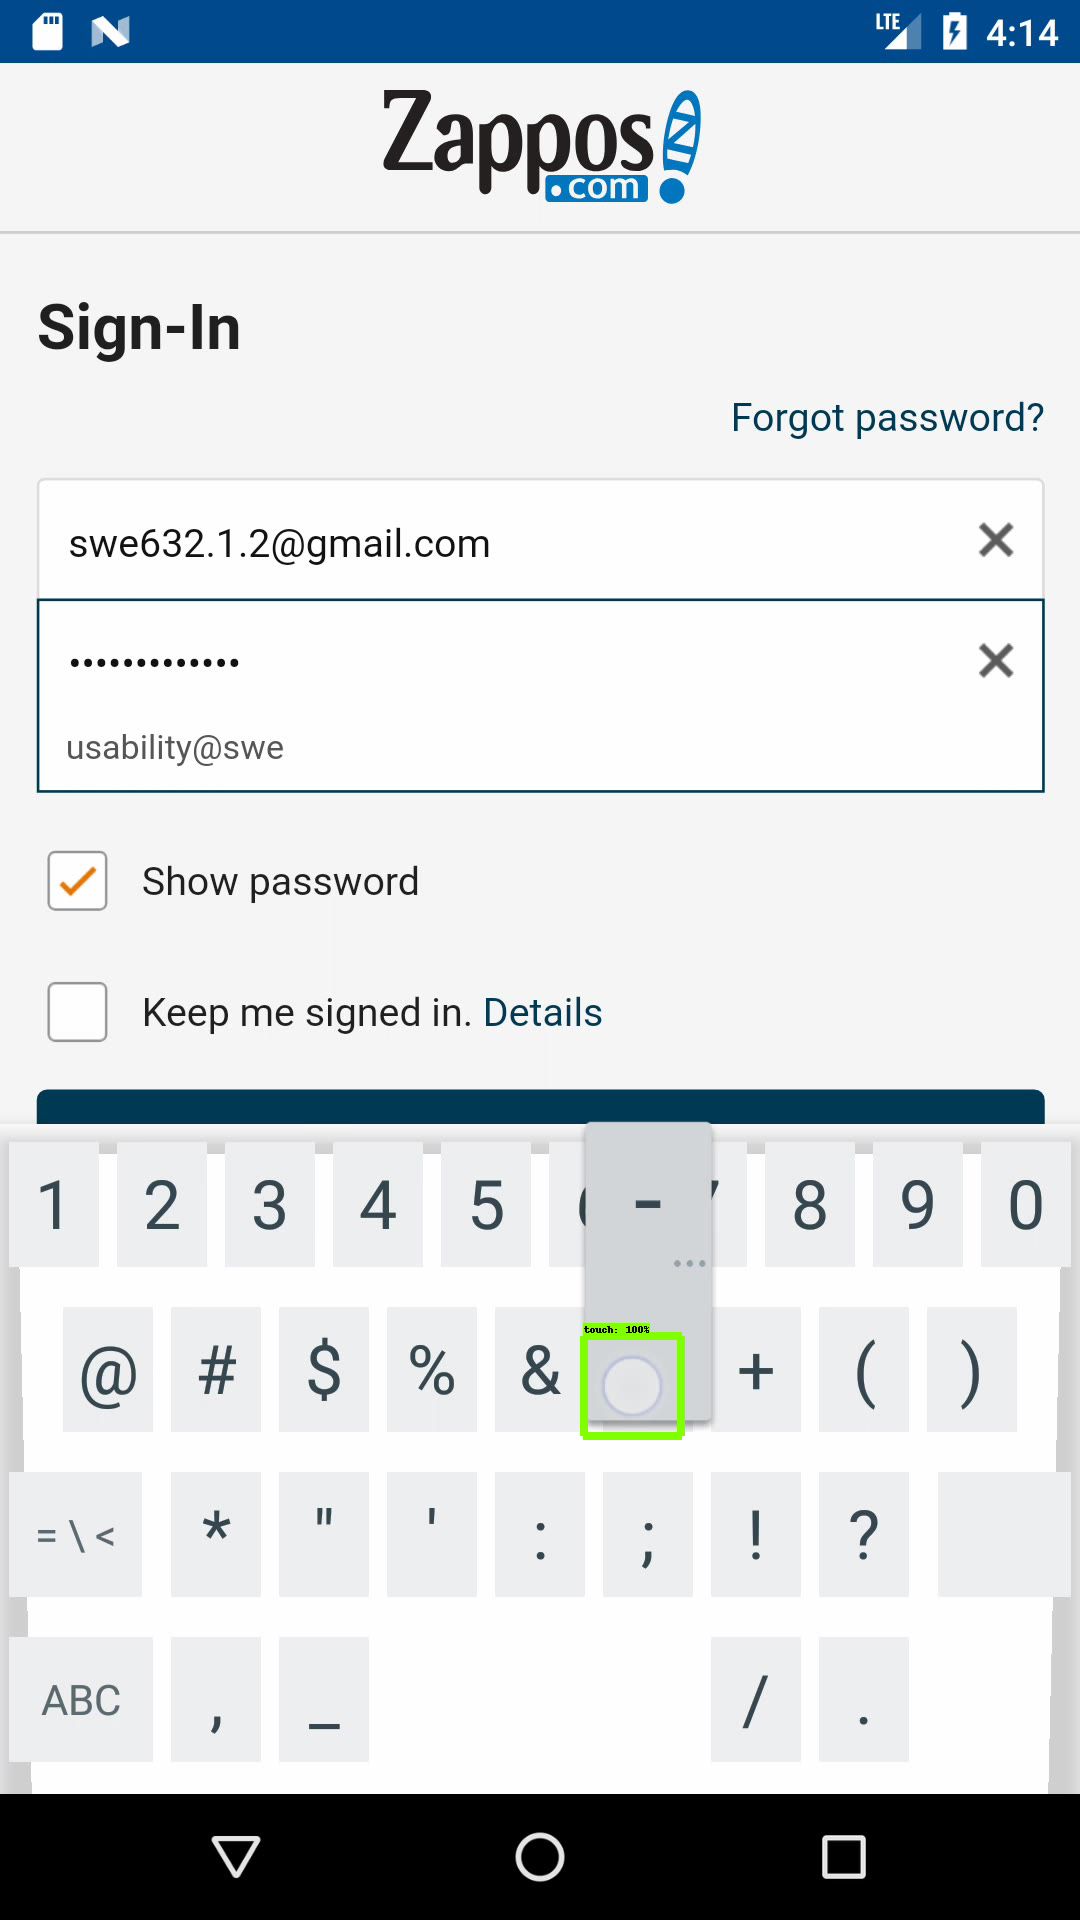 LTE 4:14
Zappos
.com
Sign-In
Forgot password?
swe632.1.2@gmail.com
•••••••••••••
usability@swe
Show password
Keep me signed in. Details
1 2 3 4 5 - 8 9 0
...
touch: 100%
@ # $ % & + ( )
= \ < * " ' : ; ! ?
ABC , _ / .